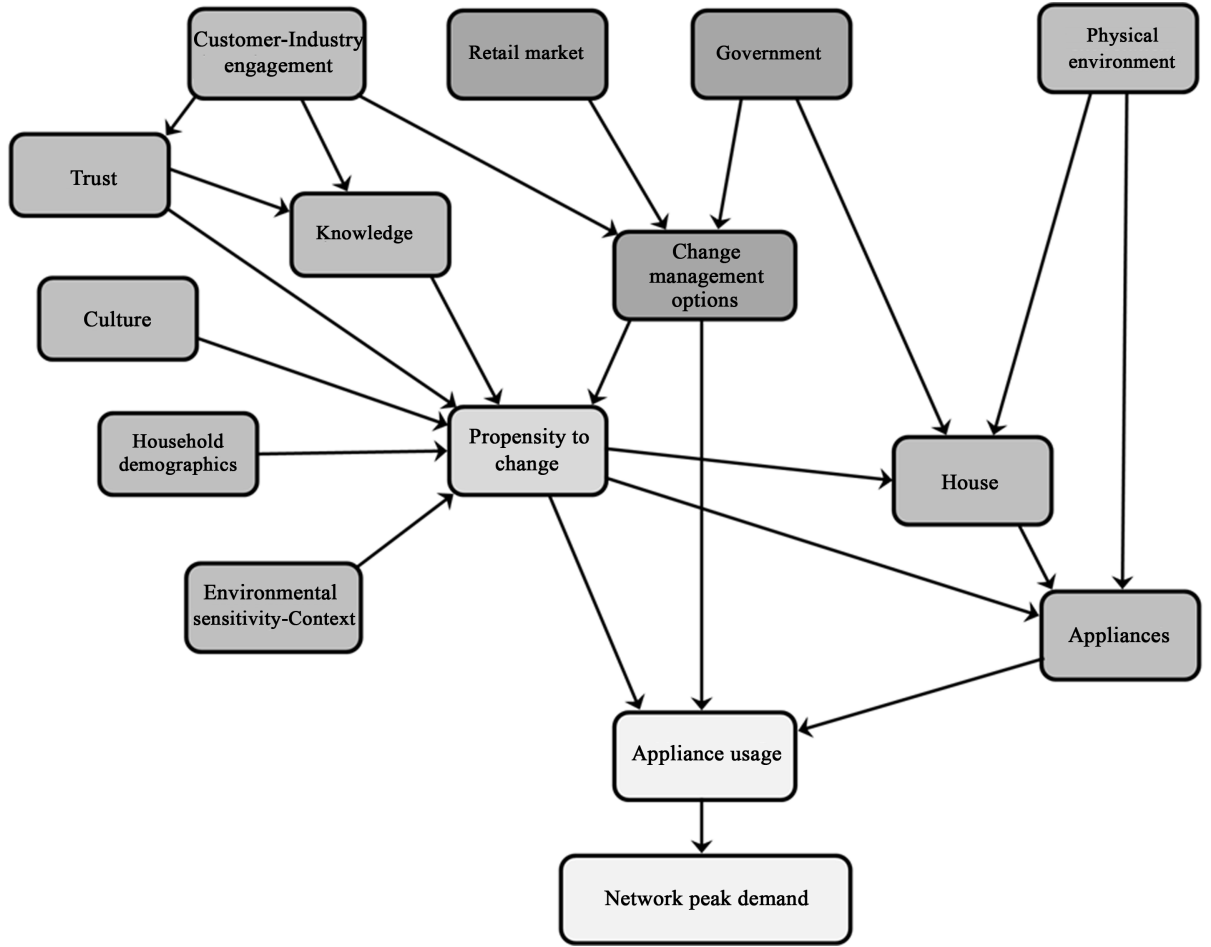 Customer-Industry
engagement
Retail market
Government
Physical
environment
Trust
Knowledge
Change
management
options
Culture
Household
demographics
Propensity to
change
House
Environmental
sensitivity-Context
Appliances
Appliance usage
Network peak demand